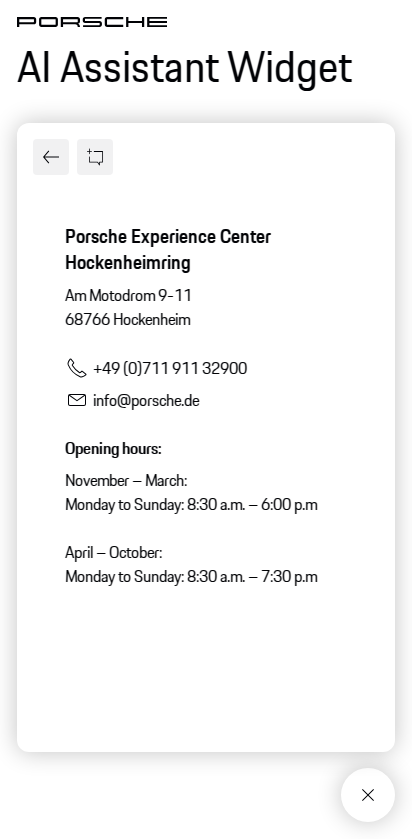 PORSCHE
AI Assistant Widget
Porsche Experience Center
Hockenheimring
Am Motodrom 9-11
68766 Hockenheim
+49 (0)711 911 32900
info@porsche.de
Opening hours:
November – March:
Monday to Sunday: 8:30 a.m. – 6:00 p.m
April – October:
Monday to Sunday: 8:30 a.m. – 7:30 p.m